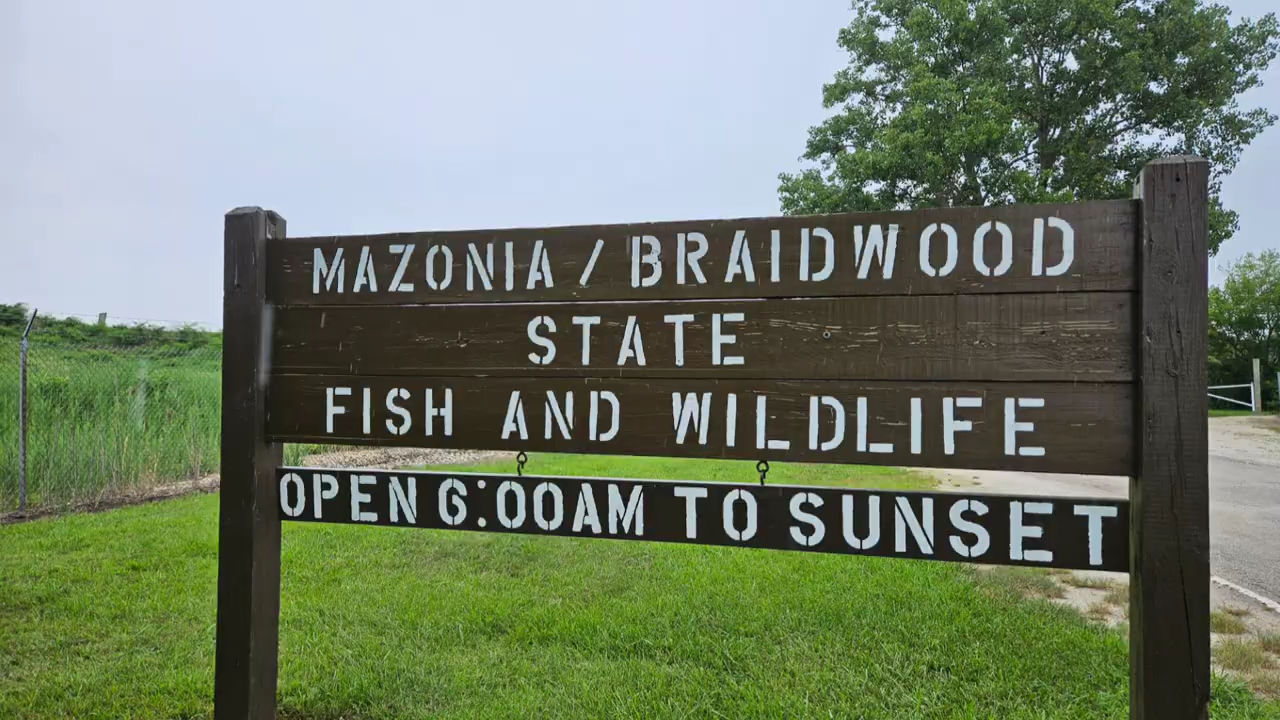 MAZONIA / BRAIDWOOD
STATE
FISH AND WILDLIFE
OPEN 6:00AM TO SUNSET